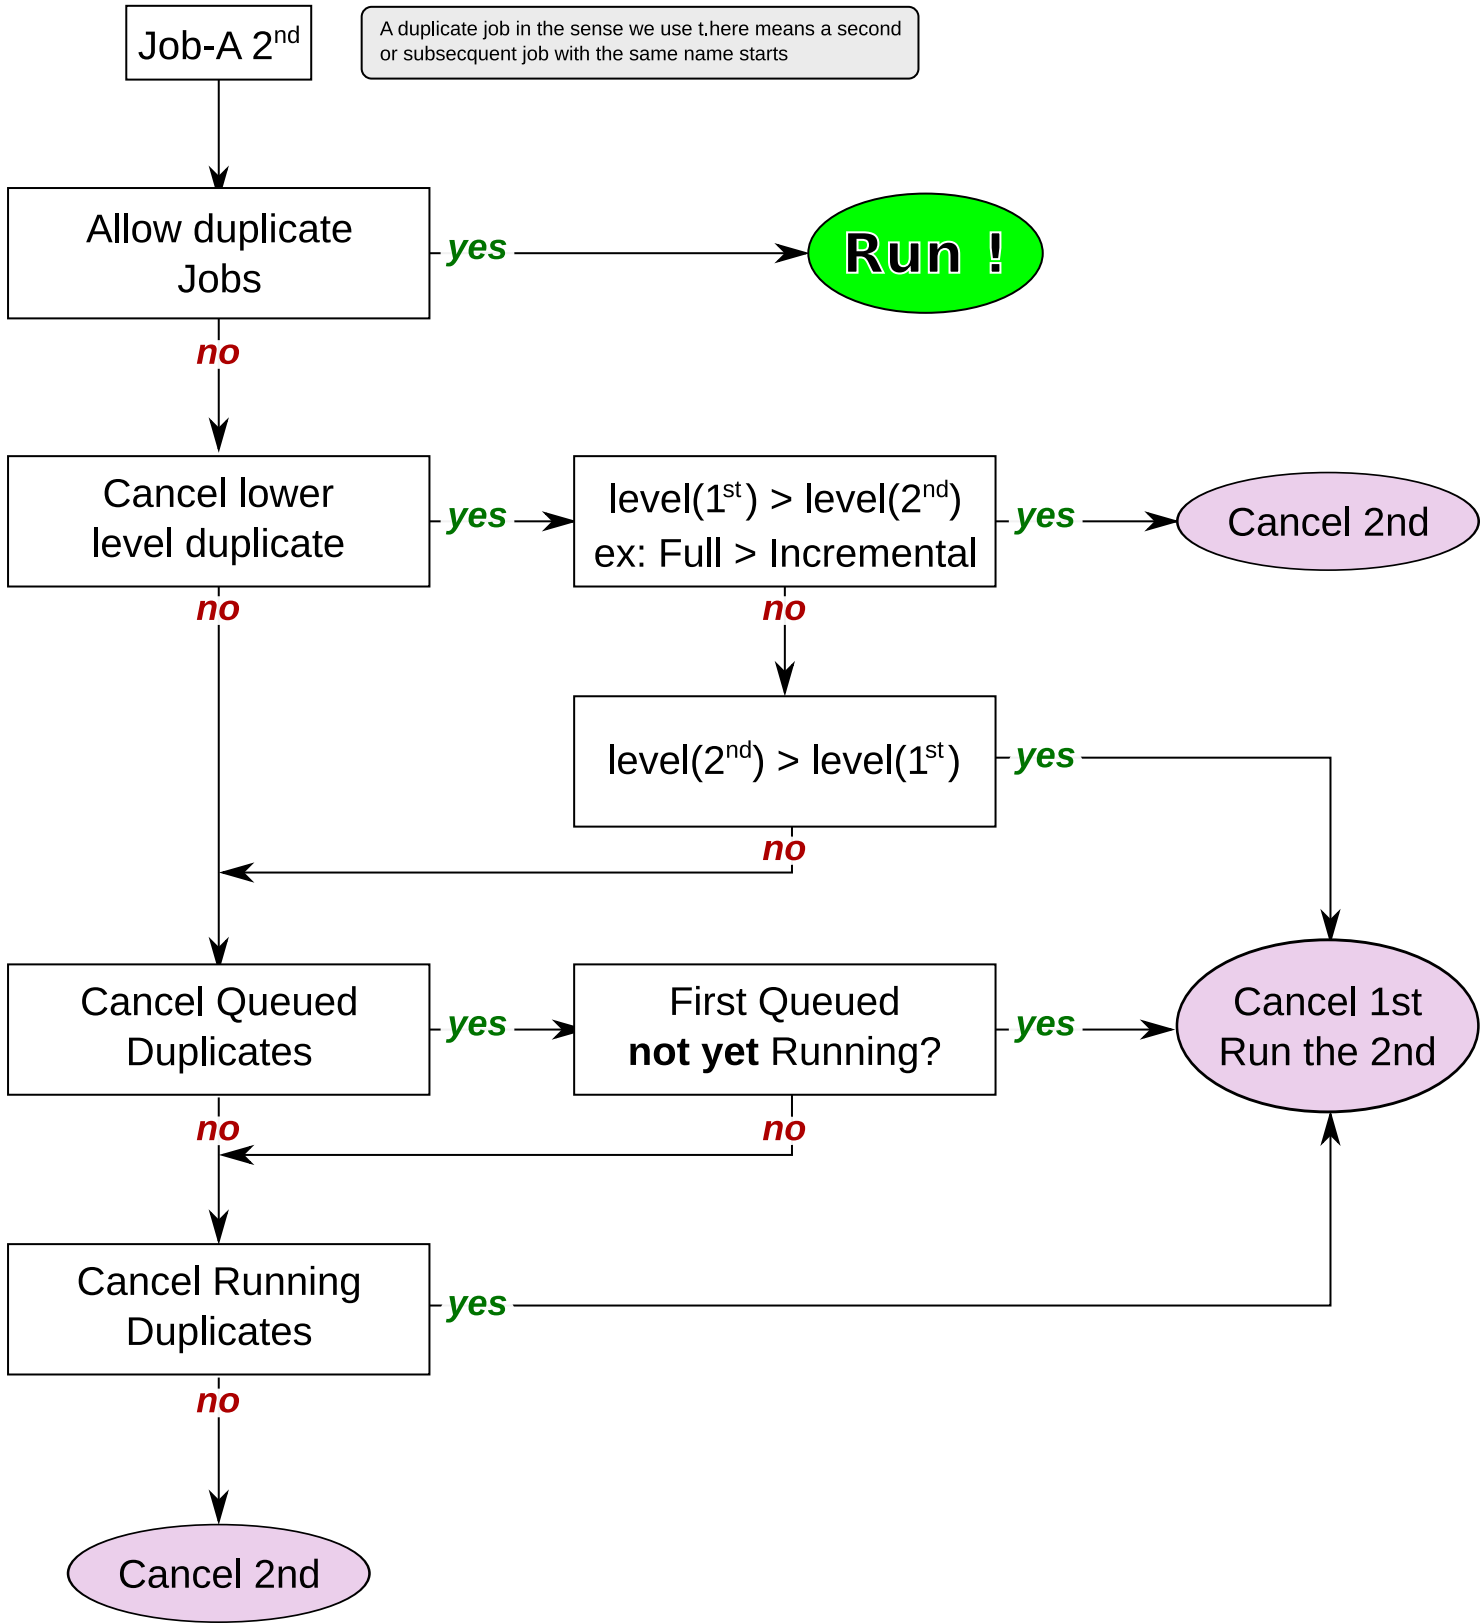 Job-A 2nd
A duplicate job in the sense we use t.here means a second
or subsecquent job with the same name starts
Allow duplicate
Jobs
yes
Run !
no
Cancel lower
level duplicate
yes
level(1st) > level(2nd)
ex: Full > Incremental
yes
Cancel 2nd
no
no
level(2nd) > level(1st)
yes
no
Cancel Queued
Duplicates
yes
First Queued
not yet Running?
yes
Cancel 1st
Run the 2nd
no
no
Cancel Running
Duplicates
yes
no
Cancel 2nd